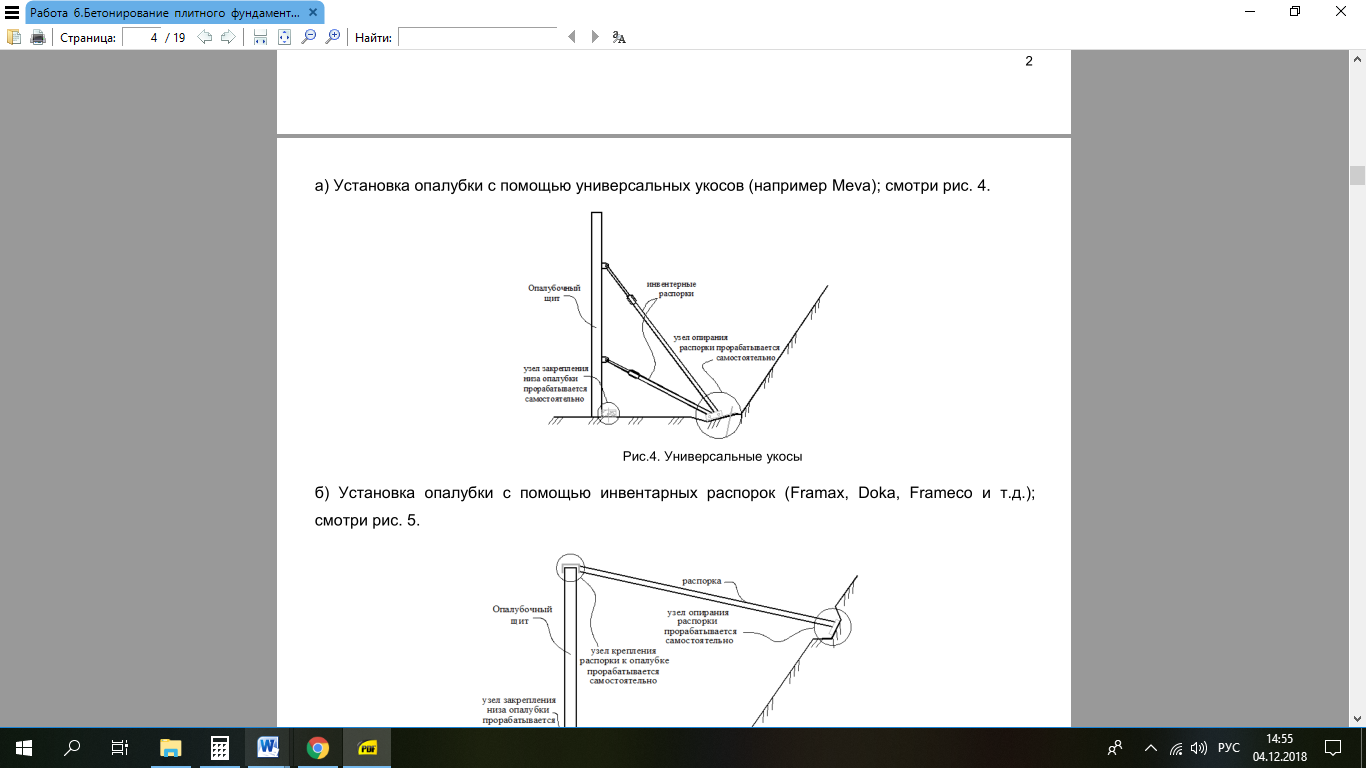 Работа 6.Бетонирование плитного фундамент...
Страница: 4 / 19 Найти:
2
а) Установка опалубки с помощью универсальных укосов (например Meva); смотри рис. 4.
Опалубочный
щит
инвентерные
распорки
узел опирания
распорки прорабатывается
самостоятельно
узел закрепления
низа опалубки
прорабатывается
самостоятельно
Рис.4. Универсальные укосы
б) Установка опалубки с помощью инвентарных распорок (Framax, Doka, Frameco и т.д.);
смотри рис. 5.
распорка
Опалубочный
щит
узел опирания
распорки
прорабатывается
самостоятельно
узел крепления
распорки к опалубке
прорабатывается
самостоятельно
узел закрепления
низа опалубки
прорабатывается
PDF
РУС
14:55
04.12.2018